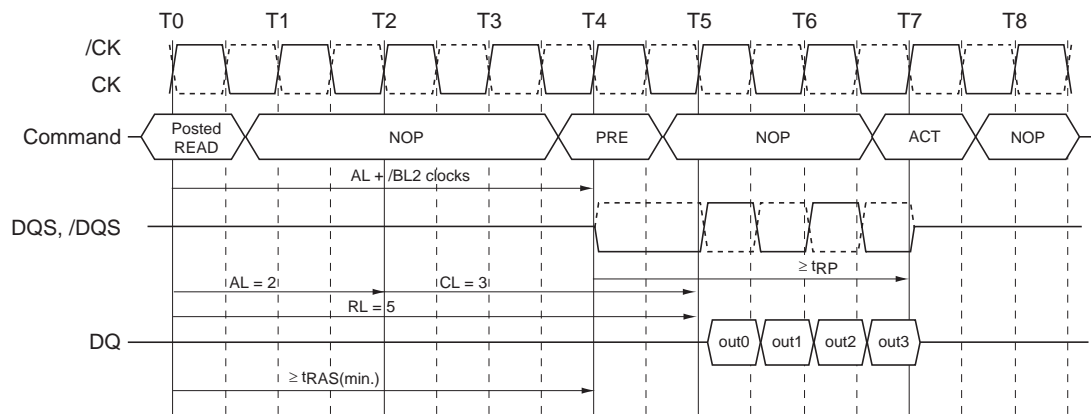 T0 T1 T2 T3 T4 T5 T6 T7 T8
/CK
CK
Command
Posted
READ
NOP
PRE
NOP
ACT
NOP
AL + /BL2 clocks
DQS, /DQS
≥ tRP
AL = 2
CL = 3
RL = 5
DQ
out0 out1 out2 out3
≥ tRAS(min.)